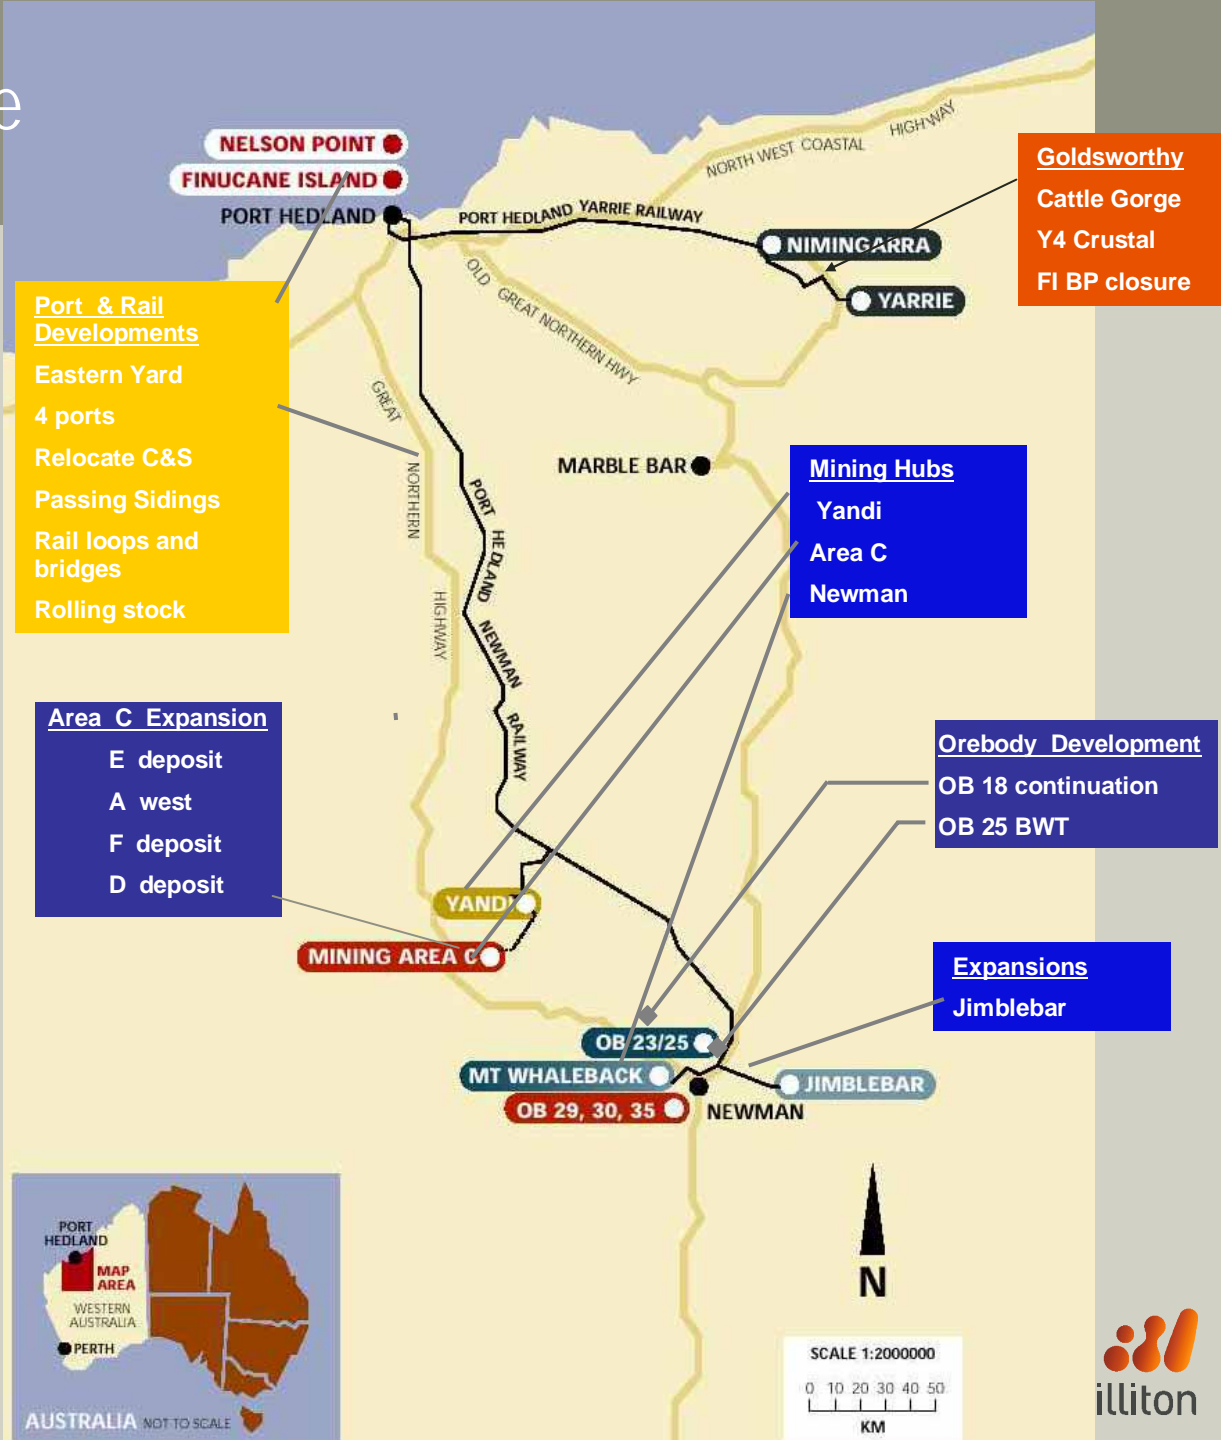 e
NELSON POINT
FINUCANE ISLAND
PORT HEDLAND
PORT HEDLAND YARRIE RAILWAY
NORTH WEST COASTAL HIGHWAY
NIMINGARRA
YARRIE
Goldsworthy
Cattle Gorge
Y4 Crustal
FI BP closure
OLD GREAT NORTHERN HWY
Port & Rail
Developments
Eastern Yard
4 ports
Relocate C&S
Passing Sidings
Rail loops and
bridges
Rolling stock
GREAT NORTHERN HIGHWAY
PORT HEDLAND NEWMAN RAILWAY
MARBLE BAR
Mining Hubs
Yandi
Area C
Newman
Area C Expansion
E deposit
A west
F deposit
D deposit
Orebody Development
OB 18 continuation
OB 25 BWT
YANDI
MINING AREA C
Expansions
Jimblebar
OB 23/25
MT WHALEBACK
JIMBLEBAR
OB 29, 30, 35
NEWMAN
PORT
HEDLAND
MAP
AREA
WESTERN
AUSTRALIA
PERTH
AUSTRALIA NOT TO SCALE
N
SCALE 1:2000000
0 10 20 30 40 50
KM
illiton